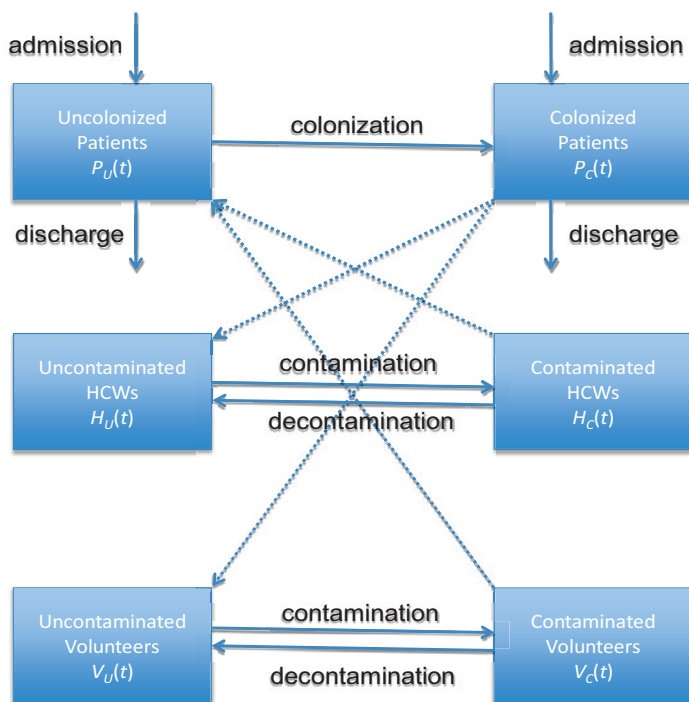 admission
admission
Uncolonized
Patients
P_U(t)
colonization
Colonized
Patients
P_C(t)
discharge
discharge
Uncontaminated
HCWs
H_U(t)
contamination
decontamination
Contaminated
HCWs
H_C(t)
Uncontaminated
Volunteers
V_U(t)
contamination
decontamination
Contaminated
Volunteers
V_C(t)